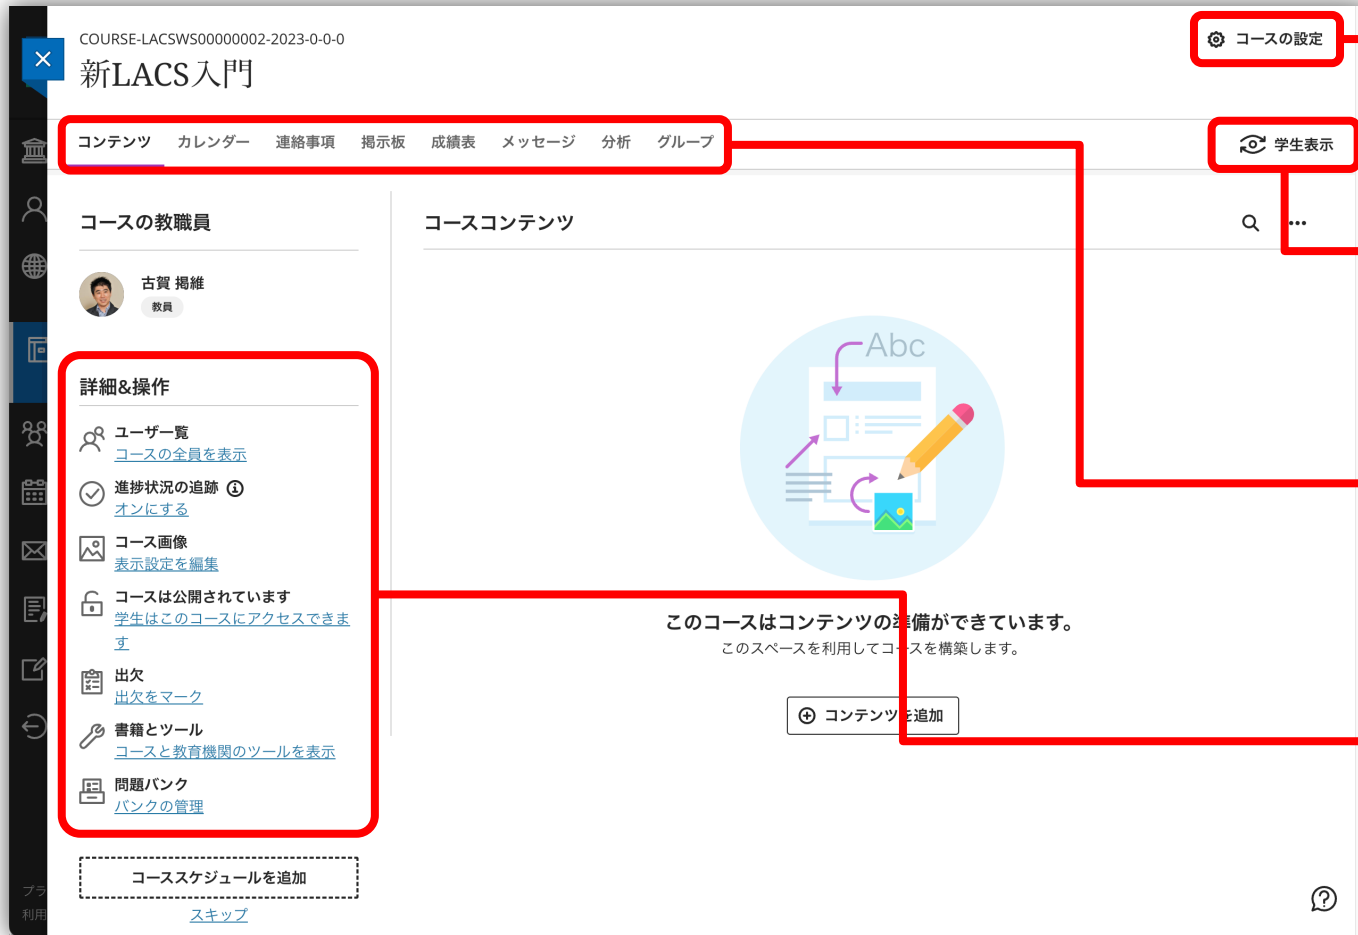 COURSE-LACSWS00000002-2023-0-0-0
新LACS入門
コースの設定
コンテンツ カレンダー 連絡事項 掲示板 成績表 メッセージ 分析 グループ
学生表示
コースの教職員
古賀 掲維
教員
詳細&操作
ユーザ一覧
コースの全員を表示
進捗状況の追跡
オンにする
コース画像
表示設定を編集
コースは公開されています
学生はこのコースにアクセスできま
す
出欠
出欠をマーク
書籍とツール
コースと教育機関のツールを表示
問題バンク
バンクの管理
コーススケジュールを追加
スキップ
コースコンテンツ
Abc
このコースはコンテンツの準備ができています。
このスペースを利用してコースを構築します。
コンテンツを追加
プラ
利用